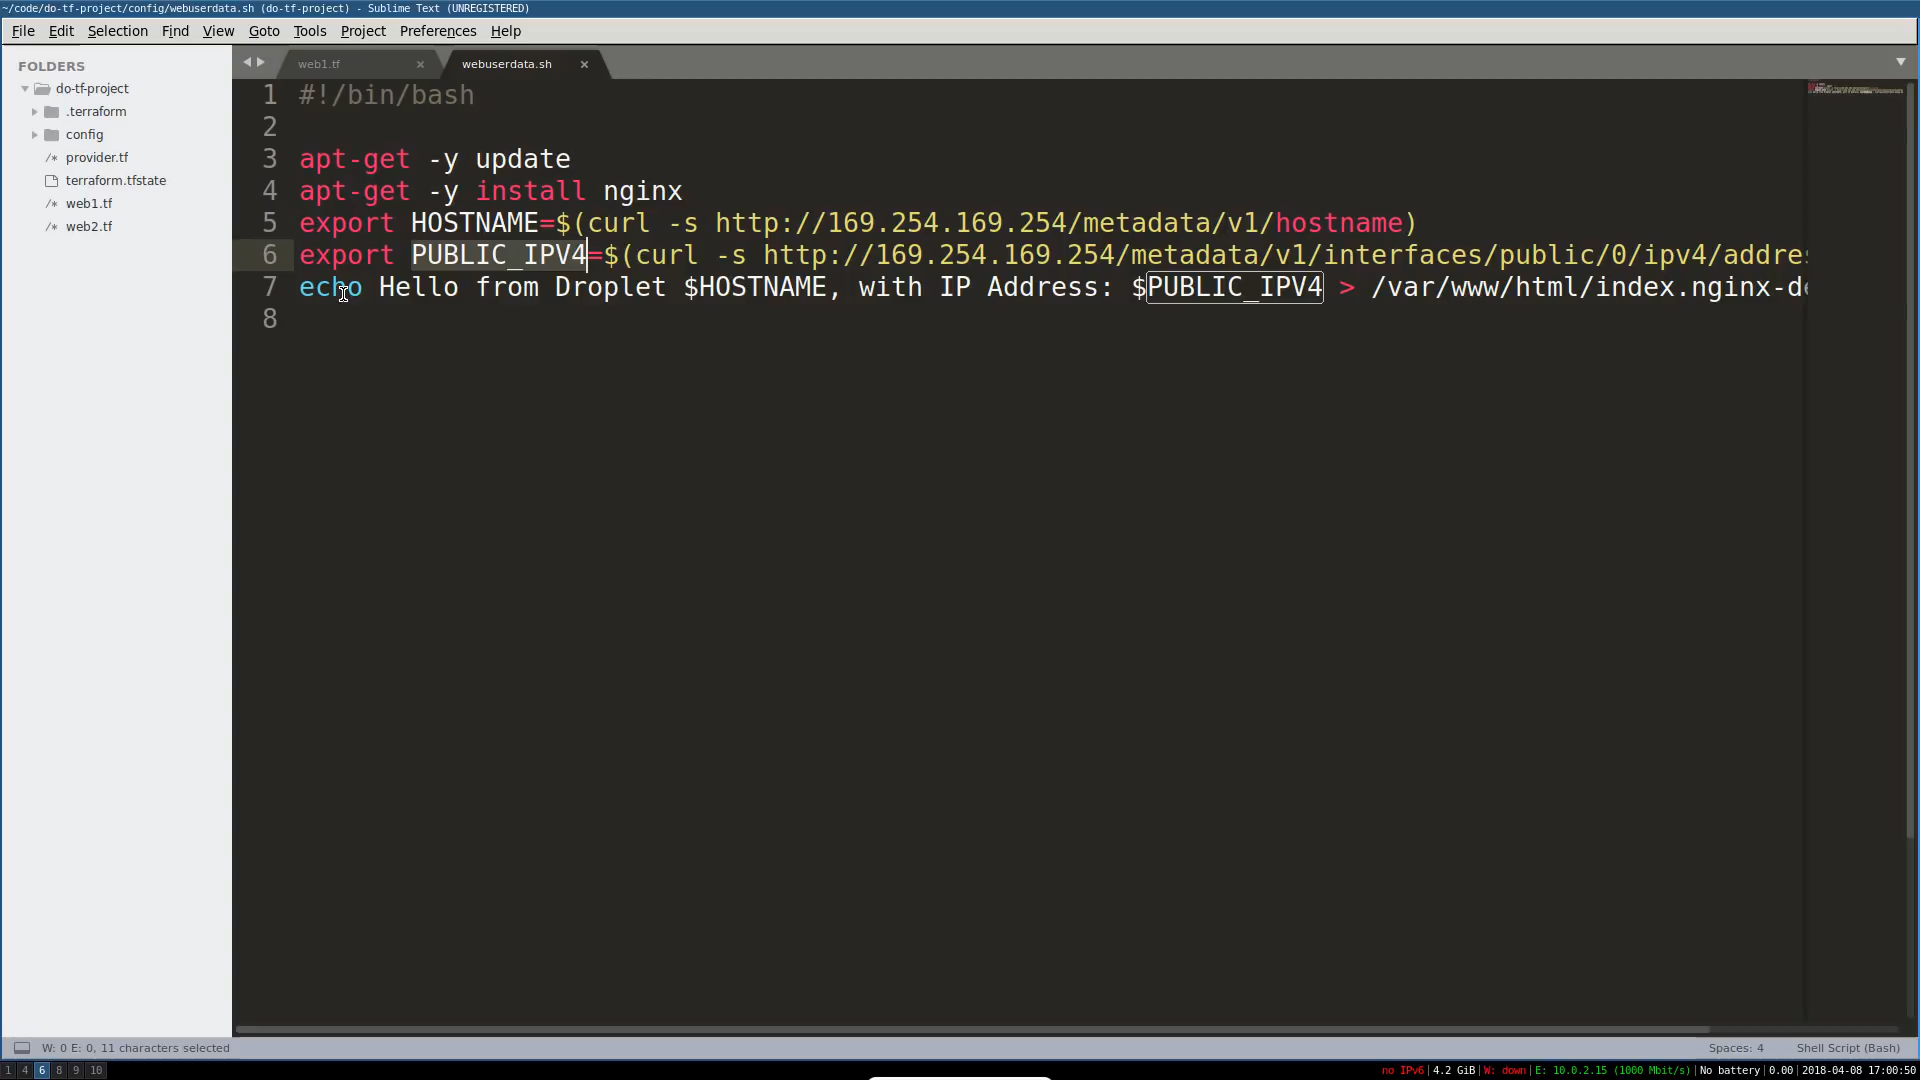 ~/code/do-tf-project/config/webuserdata.sh (do-tf-project) - Sublime Text (UNREGISTERED)
File Edit Selection Find View Goto Tools Project Preferences Help
FOLDERS
do-tf-project
.terraform
config
/* provider.tf
terraform.tfstate
/* web1.tf
/* web2.tf
web1.tf × webuserdata.sh ×
1 #!/bin/bash
2
3 apt-get -y update
4 apt-get -y install nginx
5 export HOSTNAME=$(curl -s http://169.254.169.254/metadata/v1/hostname)
6 export PUBLIC_IPV4=$(curl -s http://169.254.169.254/metadata/v1/interfaces/public/0/ipv4/addre
7 echo Hello from Droplet $HOSTNAME, with IP Address: $PUBLIC_IPV4 > /var/www/html/index.nginx-de
8
W: 0 E: 0, 11 characters selected
Spaces: 4 Shell Script (Bash)
1 4 6 8 9 10
no IPv6 | 4.2 GiB | W: down | E: 10.0.2.15 (1000 Mbit/s) | No battery | 0.00 | 2018-04-08 17:00:50